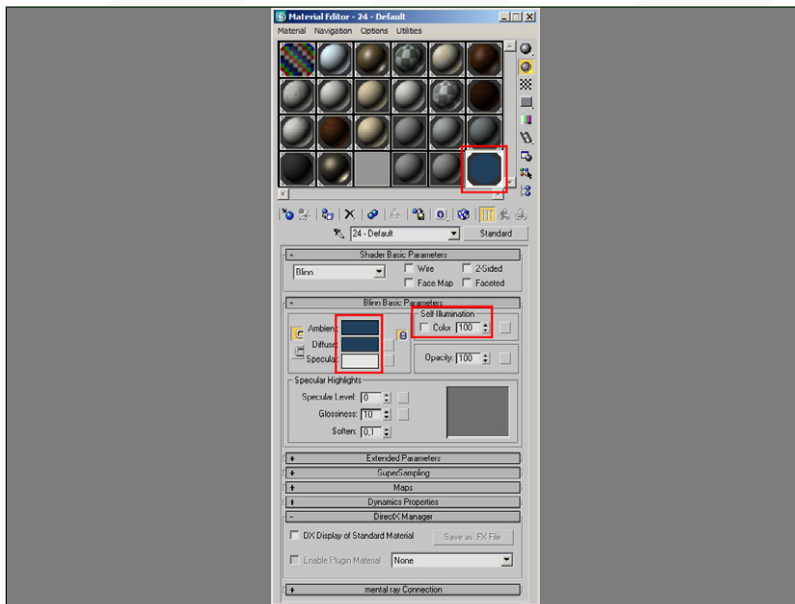 Material Editor - 24 - Default
Material Navigation Options Utilities
24 - Default Standard
Shader Basic Parameters
Blinn Wire 2-Sided
Face Map Faceted
Blinn Basic Parameters
Self-Illumination
Ambient: Color 100
Diffuse:
Specular: Opacity: 100
Specular Highlights
Specular Level: 0
Glossiness: 10
Soften: 0,1
+ Extended Parameters
+ SuperSampling
+ Maps
+ Dynamics Properties
- DirectX Manager
DX Display of Standard Material Save as .FX File
Enable Plugin Material None
+ mental ray Connection